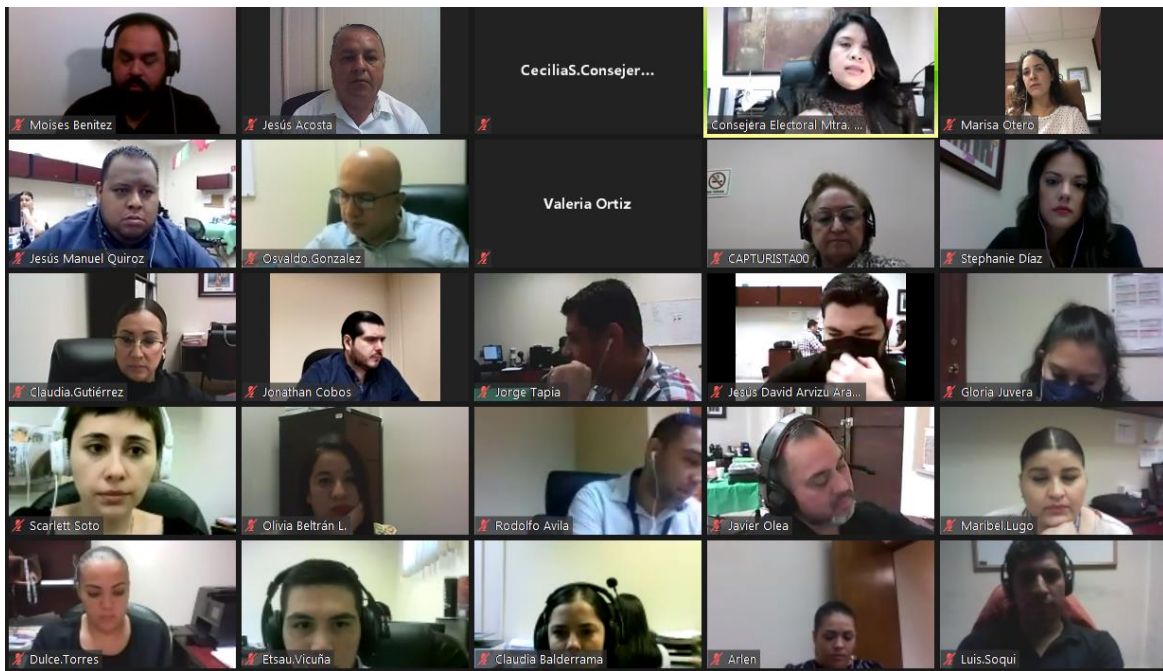 Moises Benitez
Jesús Acosta
CeciliaS.Consejer...
Consejera Electoral Mtra. ...
Marisa Otero
Jesús Manuel Quiroz
Osvaldo.Gonzalez
Valeria Ortiz
CAPTURISTA00
Stephanie Díaz
Claudia.Gutiérrez
Jonathan Cobos
Jorge Tapia
Jesus David Arvizu Ara...
Gloria Juvera
Scarlett Soto
Olivia Beltrán L.
Rodolfo Avila
Javier Olea
Maribel.Lugo
Dulce.Torres
Etsau.Vicuña
Claudia Balderrama
Arlen
Luis.Soqui